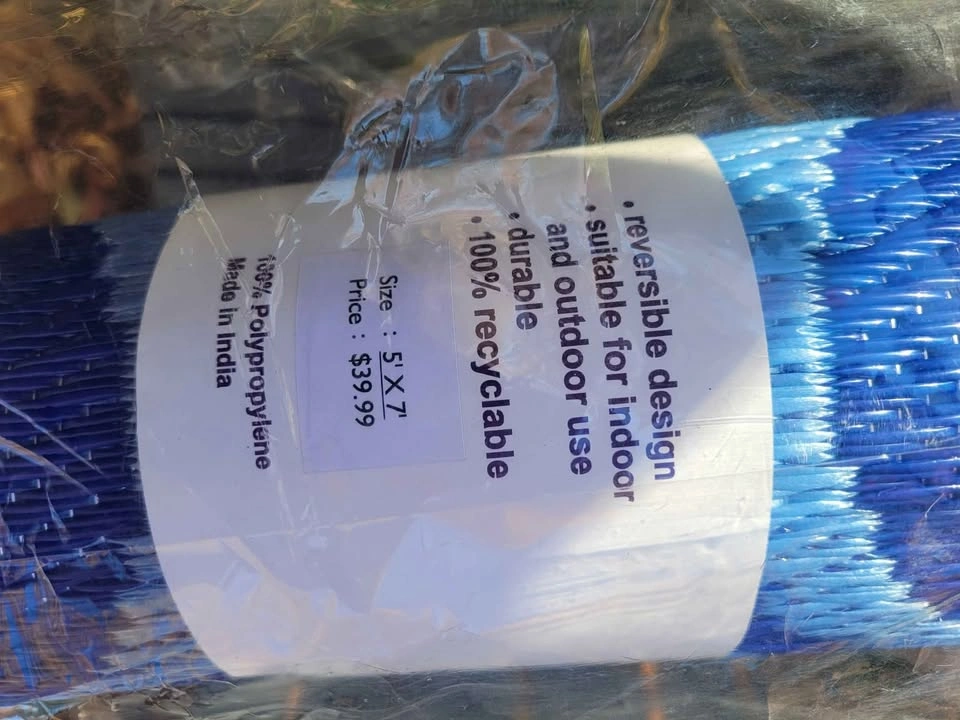 • reversible design
• suitable for indoor
and outdoor use
• durable
• 100% recyclable
Size : 5' X 7'
Price : $39.99
100% Polypropylene
Made in India